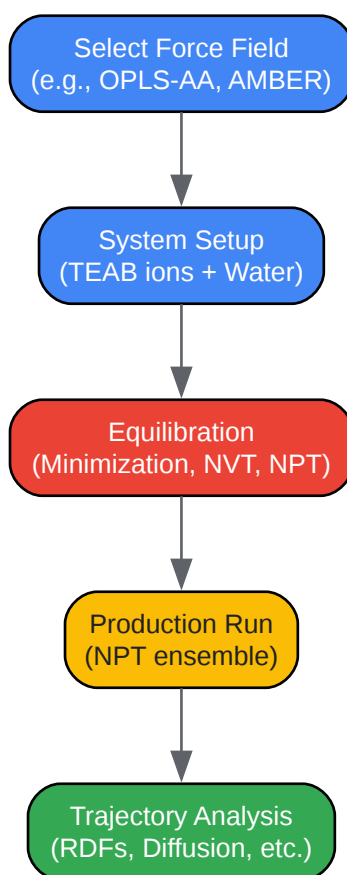 Select Force Field
(e.g., OPLS-AA, AMBER)
System Setup
(TEAB ions + Water)
Equilibration
(Minimization, NVT, NPT)
Production Run
(NPT ensemble)
Trajectory Analysis
(RDFs, Diffusion, etc.)